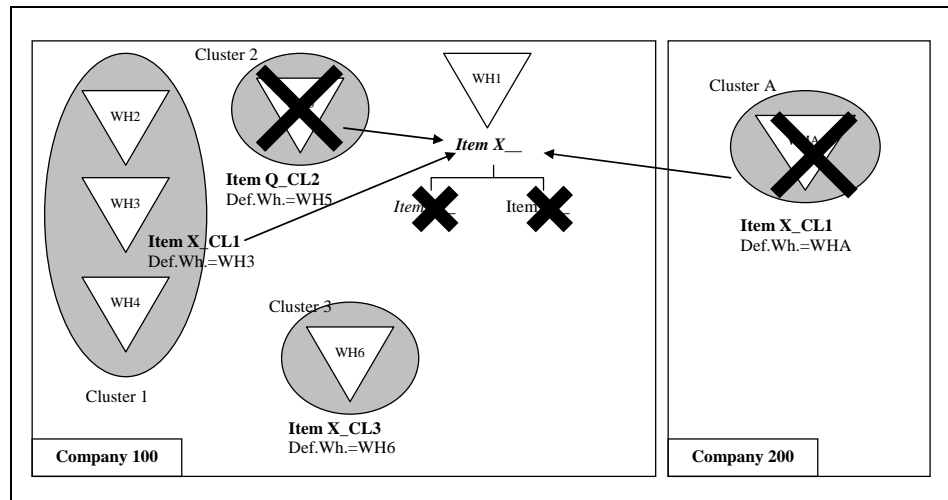 Cluster 2
WH1
Cluster A
WH2
Item X__
Item Q_CL2
Def.Wh.=WH5
Item
Item
WH3
Item X_CL1
Def.Wh.=WH3
Item X_CL1
Def.Wh.=WHA
WH4
Cluster 3
WH6
Cluster 1
Item X_CL3
Def.Wh.=WH6
Company 100
Company 200